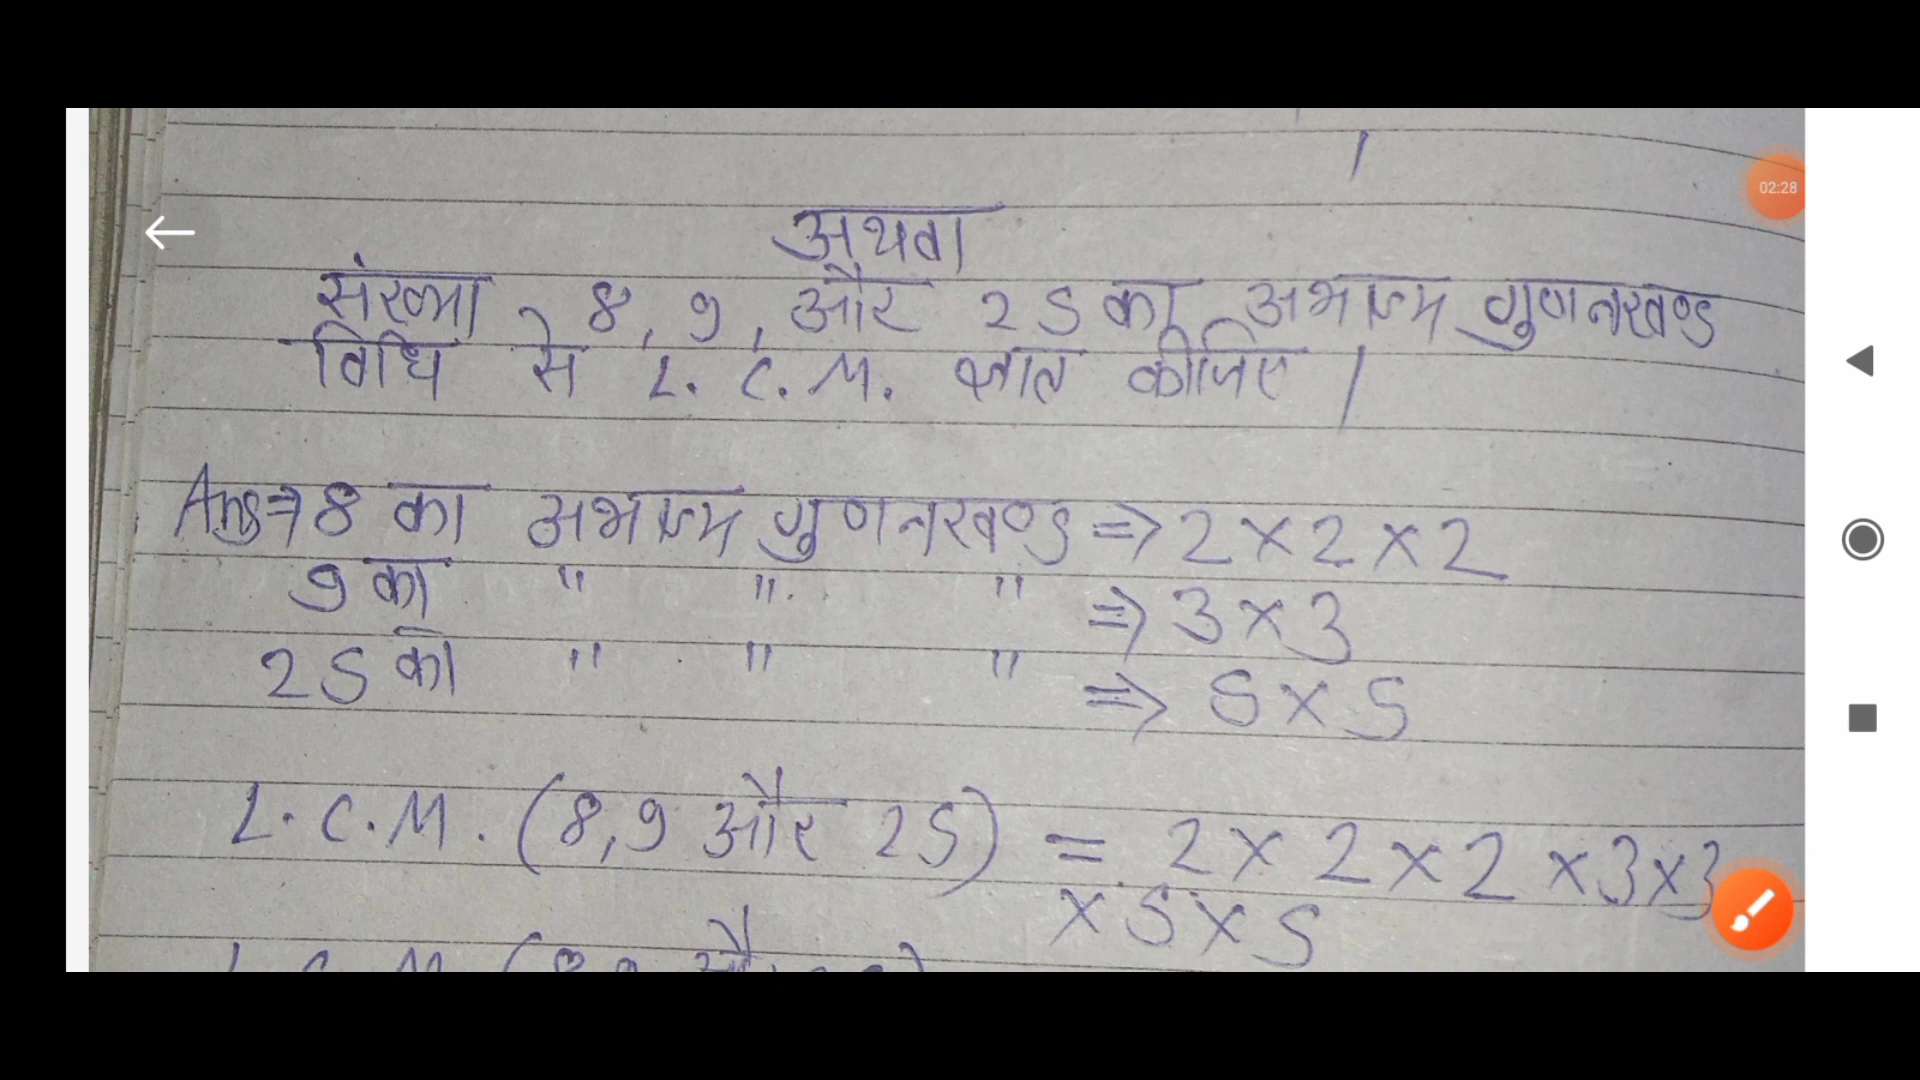 02:28
अथवा
संख्या, 8, 9, और 25 का अभाज्य गुणनखण्ड
विधि से L.C.M. ज्ञात कीजिए।
Ans⇒ 8 का अभाज्य गुणनखण्ड ⇒ 2 × 2 × 2
9 का " " " ⇒ 3 × 3
25 का " " " ⇒ 5 × 5
L.C.M. (8, 9 और 25) = 2 × 2 × 2 × 3 × 3
× 5 × 5